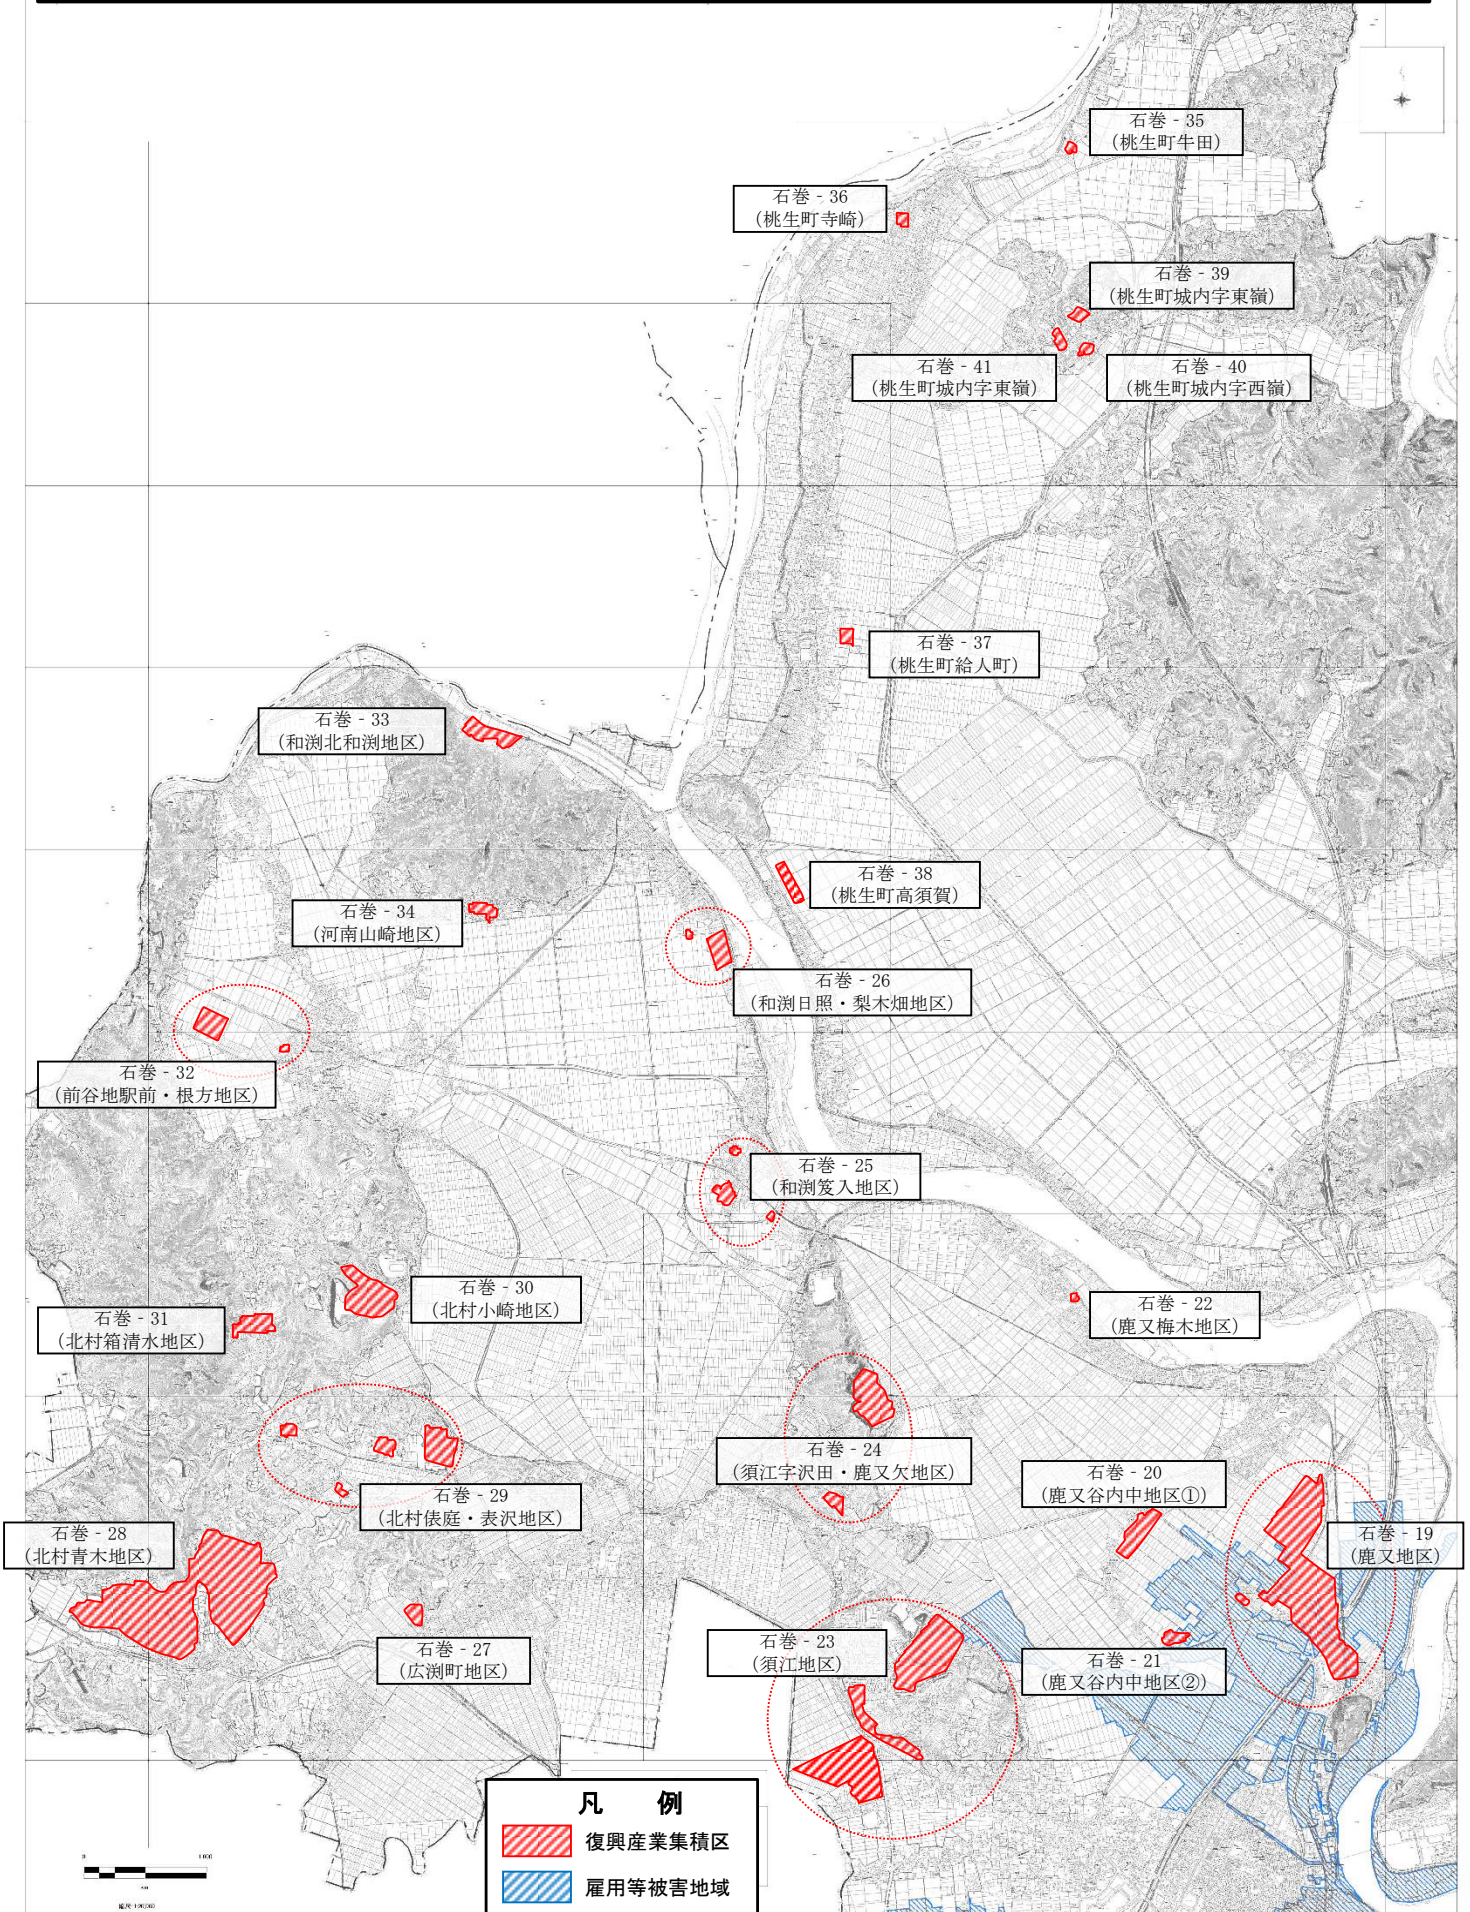 石巻‐35
（桃生町牛田）
石巻‐36
（桃生町寺崎）
石巻‐39
（桃生町城内字東嶺）
石巻‐41
（桃生町城内字東嶺）
石巻‐40
（桃生町城内字西嶺）
石巻‐37
（桃生町給人町）
石巻‐33
（和渕北和渕地区）
石巻‐38
（桃生町高須賀）
石巻‐34
（河南山崎地区）
石巻‐26
（和渕日照・梨木畑地区）
石巻‐32
（前谷地駅前・根方地区）
石巻‐25
（和渕笈入地区）
石巻‐30
（北村小崎地区）
石巻‐22
（鹿又梅木地区）
石巻‐31
（北村箱清水地区）
石巻‐24
（須江字沢田・鹿又欠地区）
石巻‐20
（鹿又谷内中地区①）
石巻‐29
（北村俵庭・表沢地区）
石巻‐28
（北村青木地区）
石巻‐19
（鹿又地区）
石巻‐23
（須江地区）
石巻‐21
（鹿又谷内中地区②）
石巻‐27
（広渕町地区）
凡　例
復興産業集積区
雇用等被害地域